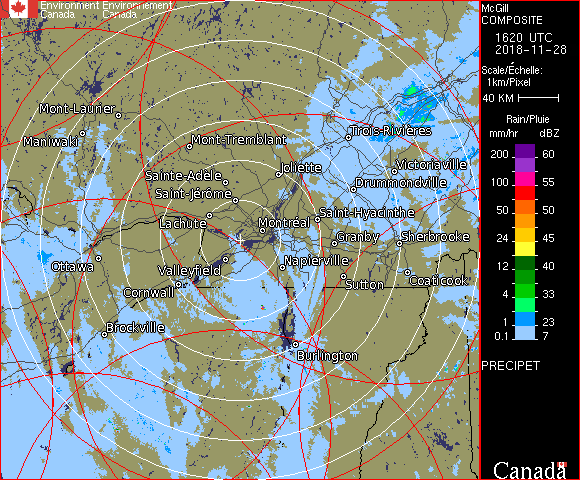 Environment Environnement
Canada Canada
McGill
COMPOSITE
1620 UTC
2018-11-28
Scale/Échelle:
1km/Pixel
40 KM
Rain/Pluie
mm/hr dBZ
200 60
100 55
50 50
24 45
12 40
4 33
1 23
0.1 7
PRECIPET
Canada
Mont-Laurier
Maniwaki
Mont-Tremblant
Trois-Rivières
Joliette
Victoriaville
Sainte-Adèle
Drummondville
Saint-Jérôme
Saint-Hyacinthe
Lachute
Montréal
Granby
Sherbrooke
Ottawa
Valleyfield
Napierville
Cornwall
Sutton
Coaticook
Brockville
Burlington